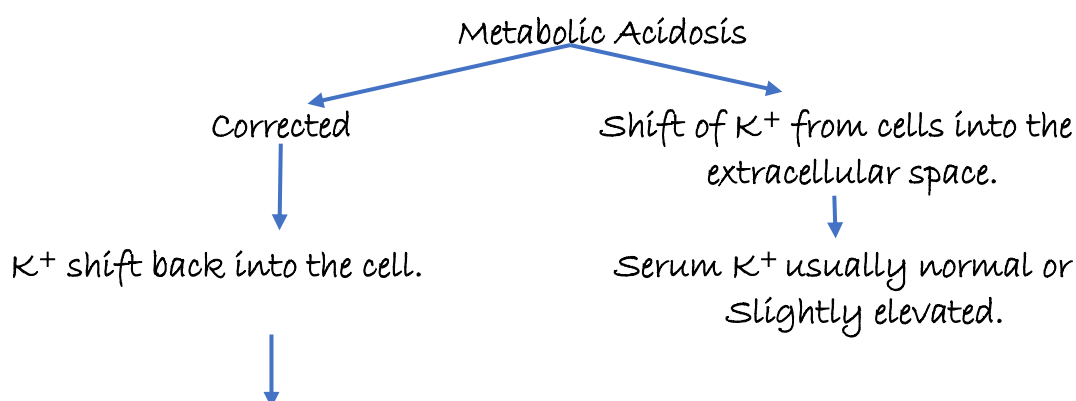 Metabolic Acidosis
Corrected
Shift of K⁺ from cells into the
extracellular space.
K⁺ shift back into the cell.
Serum K⁺ usually normal or
Slightly elevated.